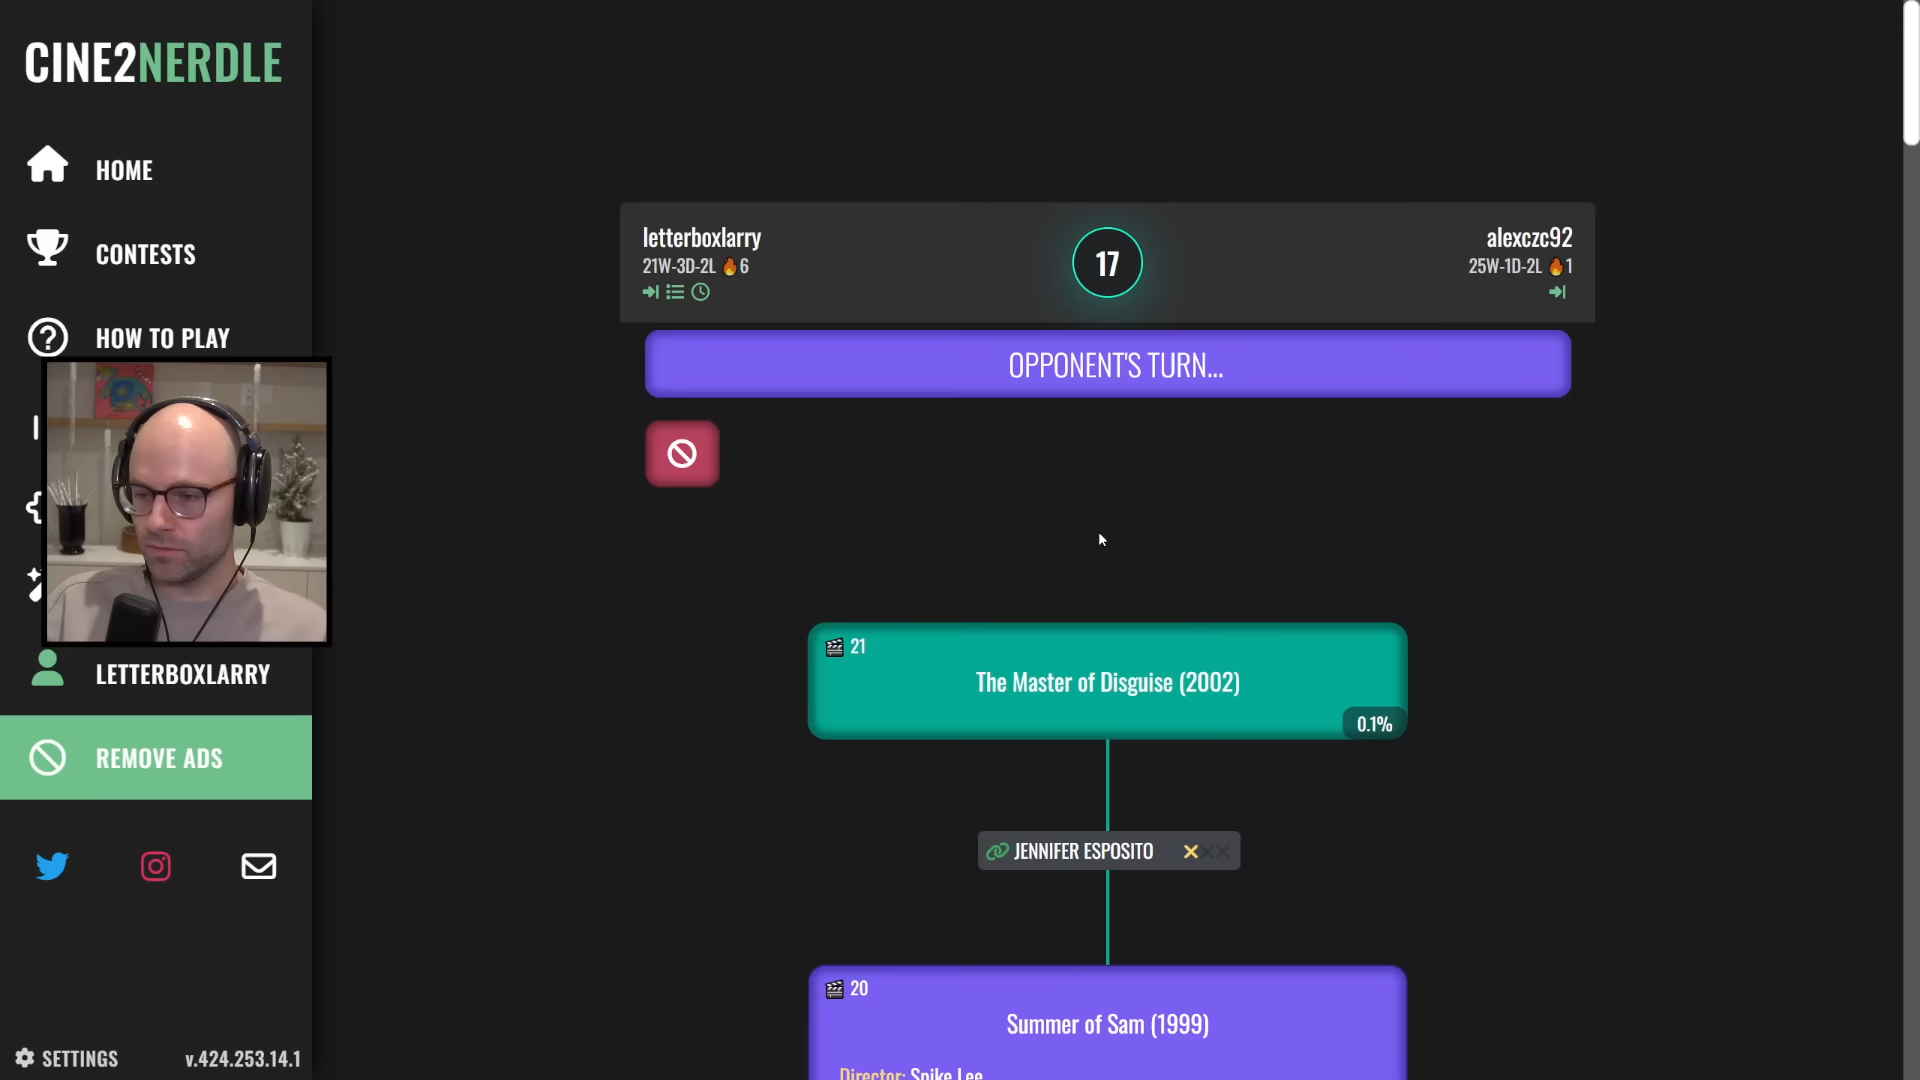 CINE2NERDLE
HOME
CONTESTS
HOW TO PLAY
LETTERBOXLARRY
REMOVE ADS
SETTINGS
v.424.253.14.1
letterboxlarry
21W-3D-2L 🔥6
17
alexczc92
25W-1D-2L 🔥1
OPPONENT'S TURN...
21
The Master of Disguise (2002)
0.1%
JENNIFER ESPOSITO
20
Summer of Sam (1999)
Director: Spike Lee